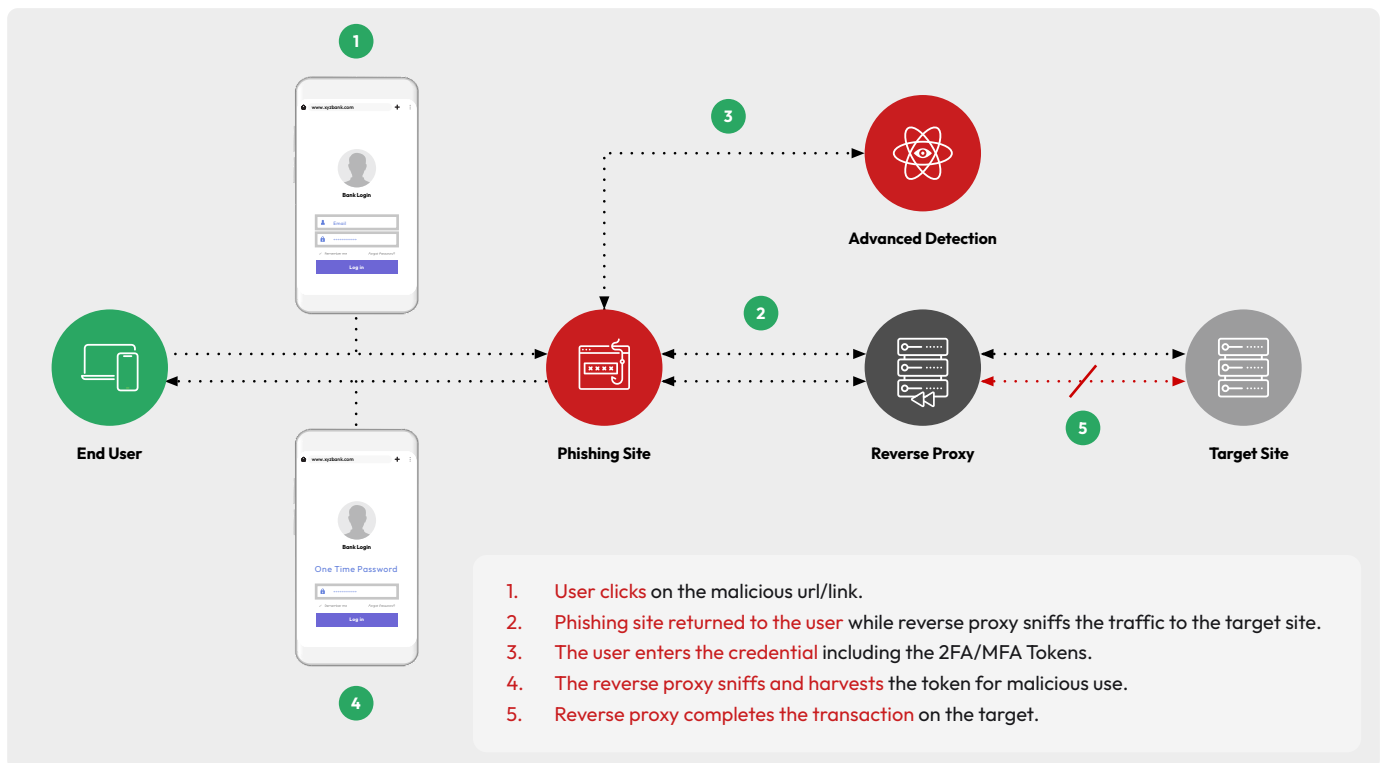 1
www.xyzbank.com
Bank Login
Email
Remember me Forgot Password?
Log in
3
Advanced Detection
2
5
End User
Phishing Site
Reverse Proxy
Target Site
www.xyzbank.com
Bank Login
One Time Password
Remember me Forgot Password?
Log in
4
1. User clicks on the malicious url/link.
2. Phishing site returned to the user while reverse proxy sniffs the traffic to the target site.
3. The user enters the credential including the 2FA/MFA Tokens.
4. The reverse proxy sniffs and harvests the token for malicious use.
5. Reverse proxy completes the transaction on the target.